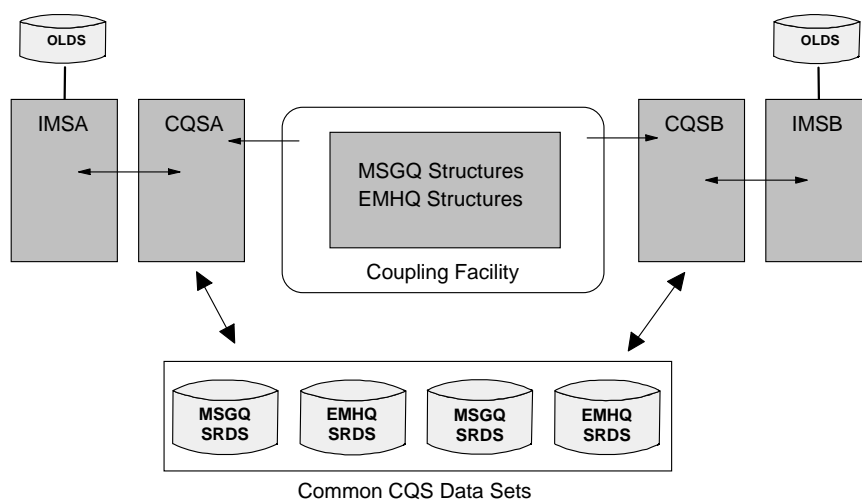 OLDS
OLDS
IMSA
CQSA
CQSB
IMSB
MSGQ Structures
EMHQ Structures
Coupling Facility
MSGQ
SRDS
EMHQ
SRDS
MSGQ
SRDS
EMHQ
SRDS
Common CQS Data Sets